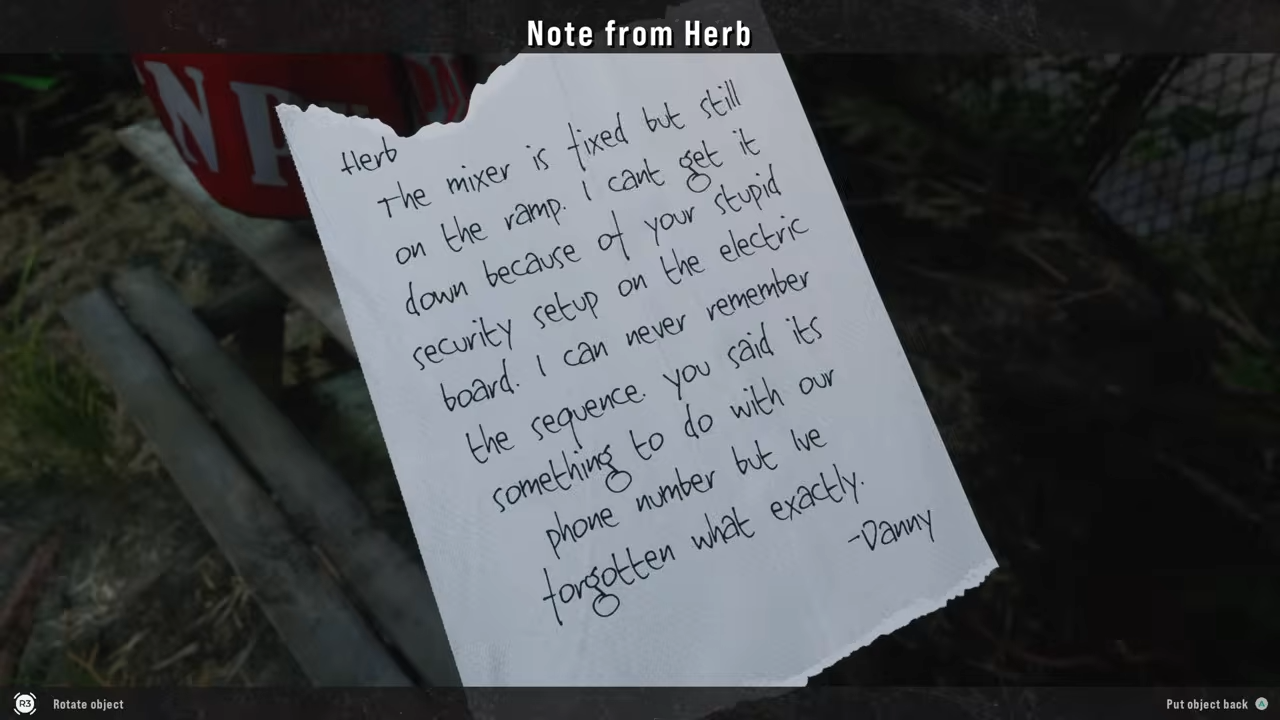 Note from Herb
NP
Herb
The mixer is fixed but still
on the ramp. I cant get it
down because of your stupid
security setup on the electric
board. I can never remember
the sequence. you said its
something to do with our
phone number but Ive
forgotten what exactly.
-Danny
R3 Rotate object
Put object back A